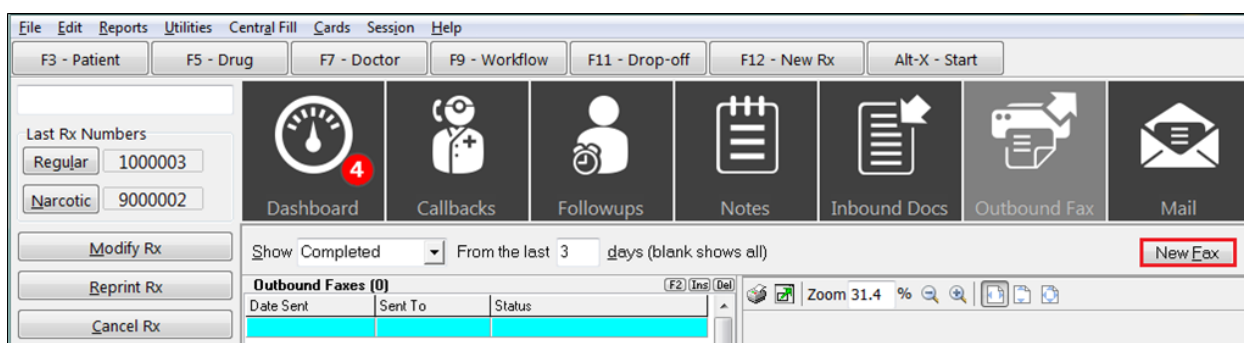 File Edit Reports Utilities Central Fill Cards Session Help
F3 - Patient F5 - Drug F7 - Doctor F9 - Workflow F11 - Drop-off F12 - New Rx Alt-X - Start
Last Rx Numbers
Regular 1000003
Narcotic 9000002
Modify Rx
Reprint Rx
Cancel Rx
4
Dashboard Callbacks Followups Notes Inbound Docs Outbound Fax Mail
Show Completed From the last 3 days (blank shows all) New Fax
Outbound Faxes (0) F2 Ins Del
Date Sent Sent To Status
Zoom 31.4 %